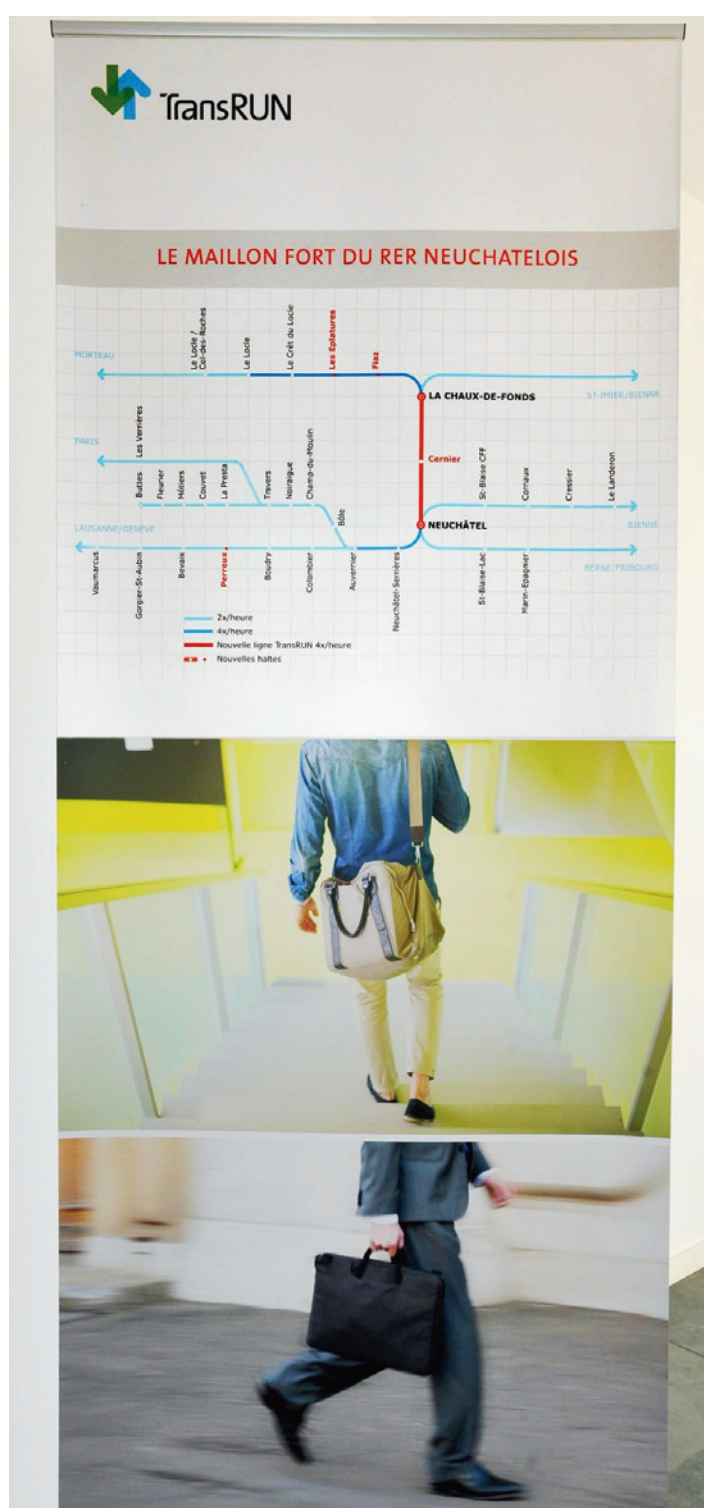 TransRUN
LE MAILLON FORT DU RER NEUCHATELOIS
MORTEAU
Le Locle /
Col-des-Roches
Le Locle
Le Crêt du Locle
Les Eplatures
Fiaz
LA CHAUX-DE-FONDS
ST-IMIER/BIENNE
PARIS
Les Verrières
Cernier
Buttes
Fleurier
Môtiers
Couvet
La Presta
Travers
Noiraigue
Champ-du-Moulin
Bôle
St-Blaise CFF
Cornaux
Cressier
Le Landeron
NEUCHÂTEL
BIENNE
LAUSANNE/GENÈVE
BERNE/FRIBOURG
Vaumarcus
Gorgier-St-Aubin
Bevaix
Perreux
Boudry
Colombier
Auvernier
Neuchâtel-Serrières
St-Blaise-Lac
Marin-Epagnier
2x/heure
4x/heure
Nouvelle ligne TransRUN 4x/heure
Nouvelles haltes